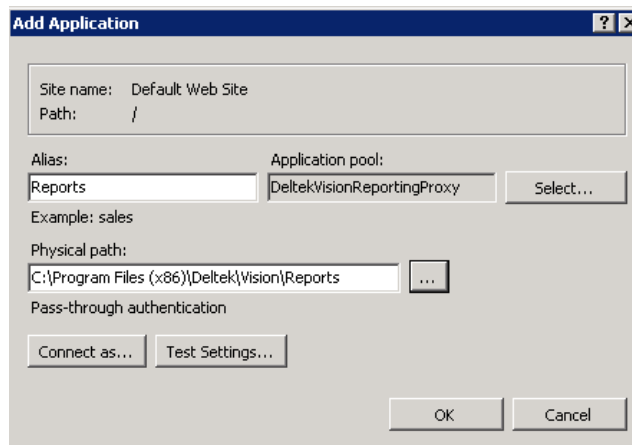 Add Application
Site name: Default Web Site
Path: /
Alias: Application pool:
Reports DeltekVisionReportingProxy Select...
Example: sales
Physical path:
C:\Program Files (x86)\Deltek\Vision\Reports ...
Pass-through authentication
Connect as... Test Settings...
OK Cancel